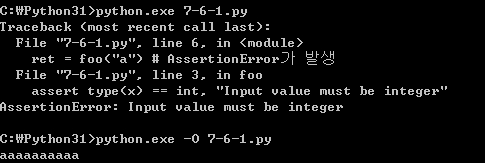 C:₩Python31>python.exe 7-6-1.py
Traceback (most recent call last):
  File "7-6-1.py", line 6, in <module>
    ret = foo("a") # AssertionError가 발생
  File "7-6-1.py", line 3, in foo
    assert type(x) == int, "Input value must be integer"
AssertionError: Input value must be integer
C:₩Python31>python.exe -O 7-6-1.py
aaaaaaaaaa